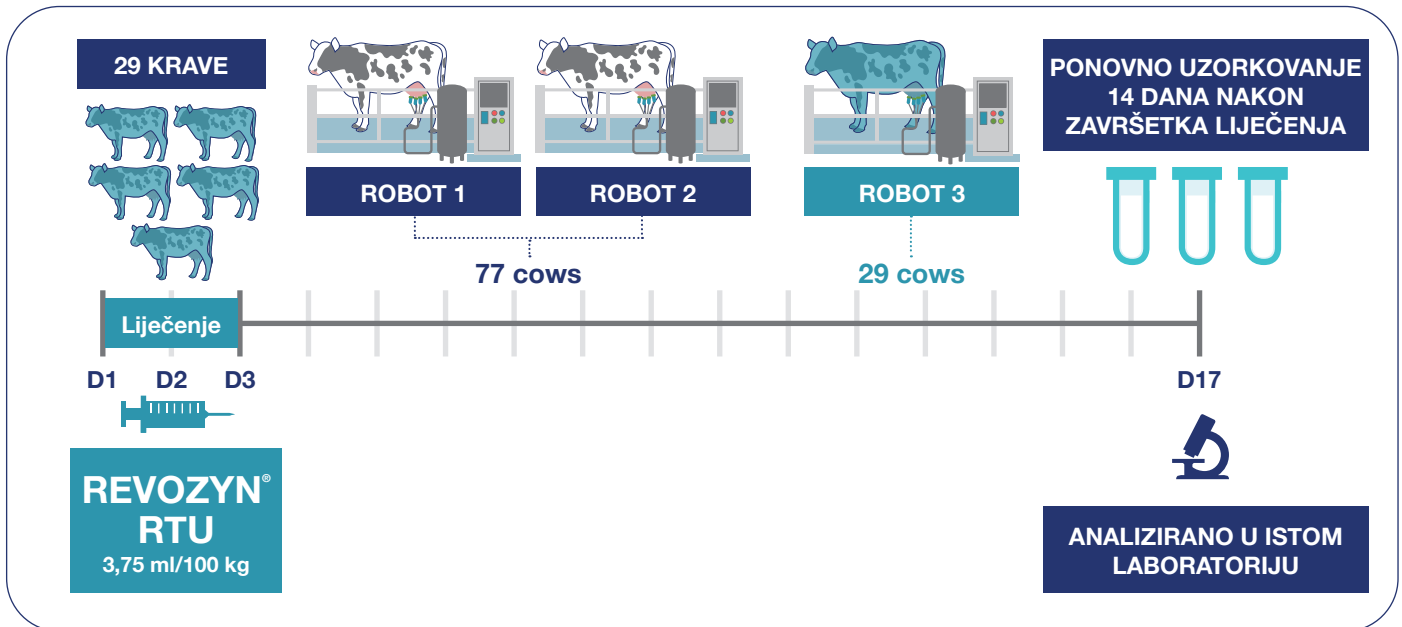 29 KRAVE
ROBOT 1
ROBOT 2
77 cows
ROBOT 3
29 cows
PONOVNO UZORKOVANJE
14 DANA NAKON
ZAVRŠETKA LIJEČENJA
Liječenje
D1
D2
D3
D17
REVOZYN®
RTU
3,75 ml/100 kg
ANALIZIRANO U ISTOM
LABORATORIJU